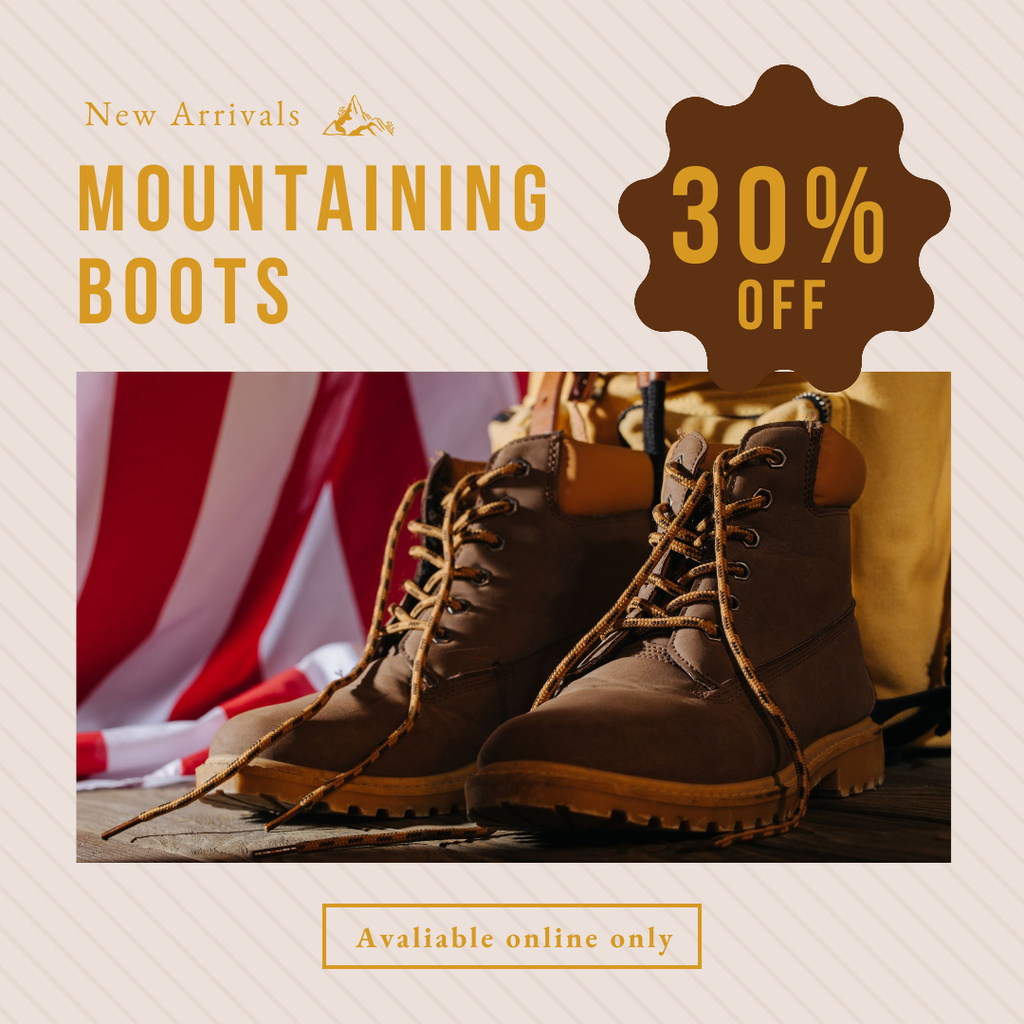 New Arrivals
MOUNTAINING
BOOTS
30%
OFF
Avaliable online only